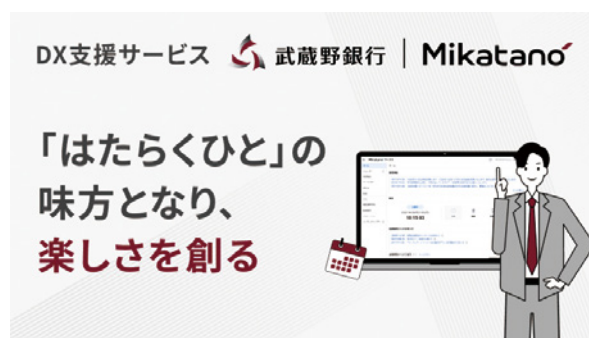 DX支援サービス 武蔵野銀行 | Mikatano
「はたらくひと」の
味方となり、
楽しさを創る